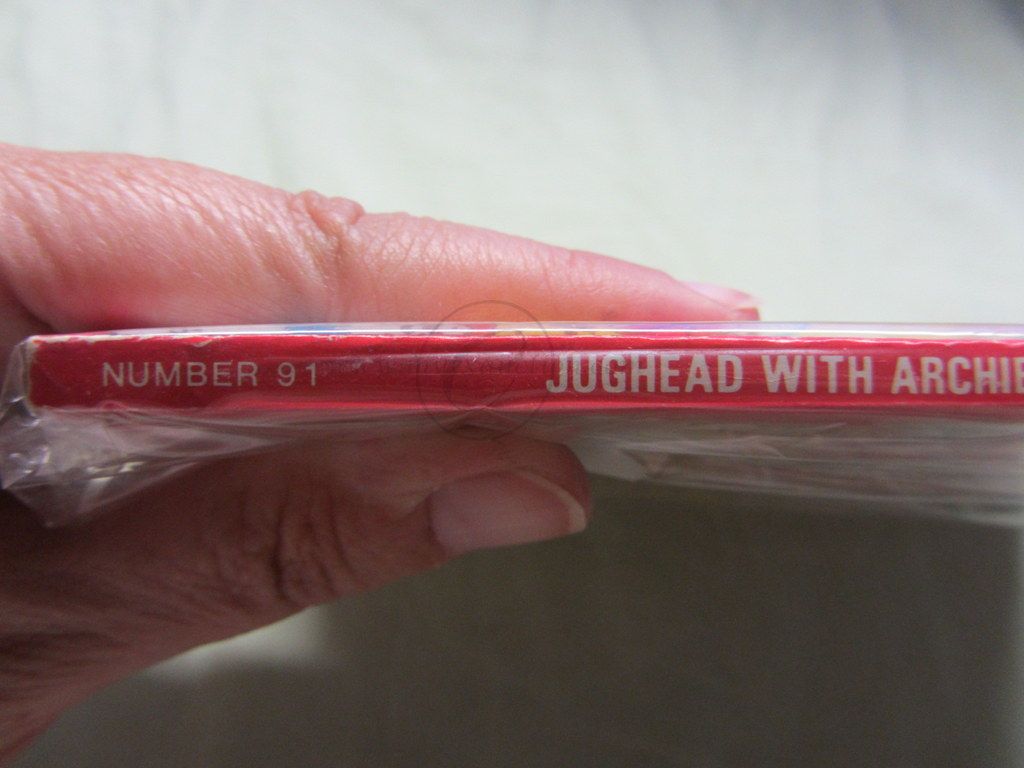 NUMBER 91 JUGHEAD WITH ARCHIE